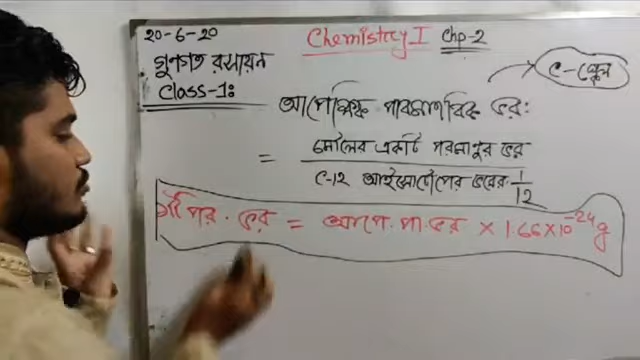 20-6-20
Chemistry I Chp-2
গুণগত রসায়ন
Class-1:
c-স্কেল
আপেক্ষিক পারমাণবিক ভর:
= মৌলের একটি পরমাণুর ভর
c-12 আইসোটোপের ভরের 1/12
টির ভর = আপে. পা. ভর × 1.66×10^-24 g